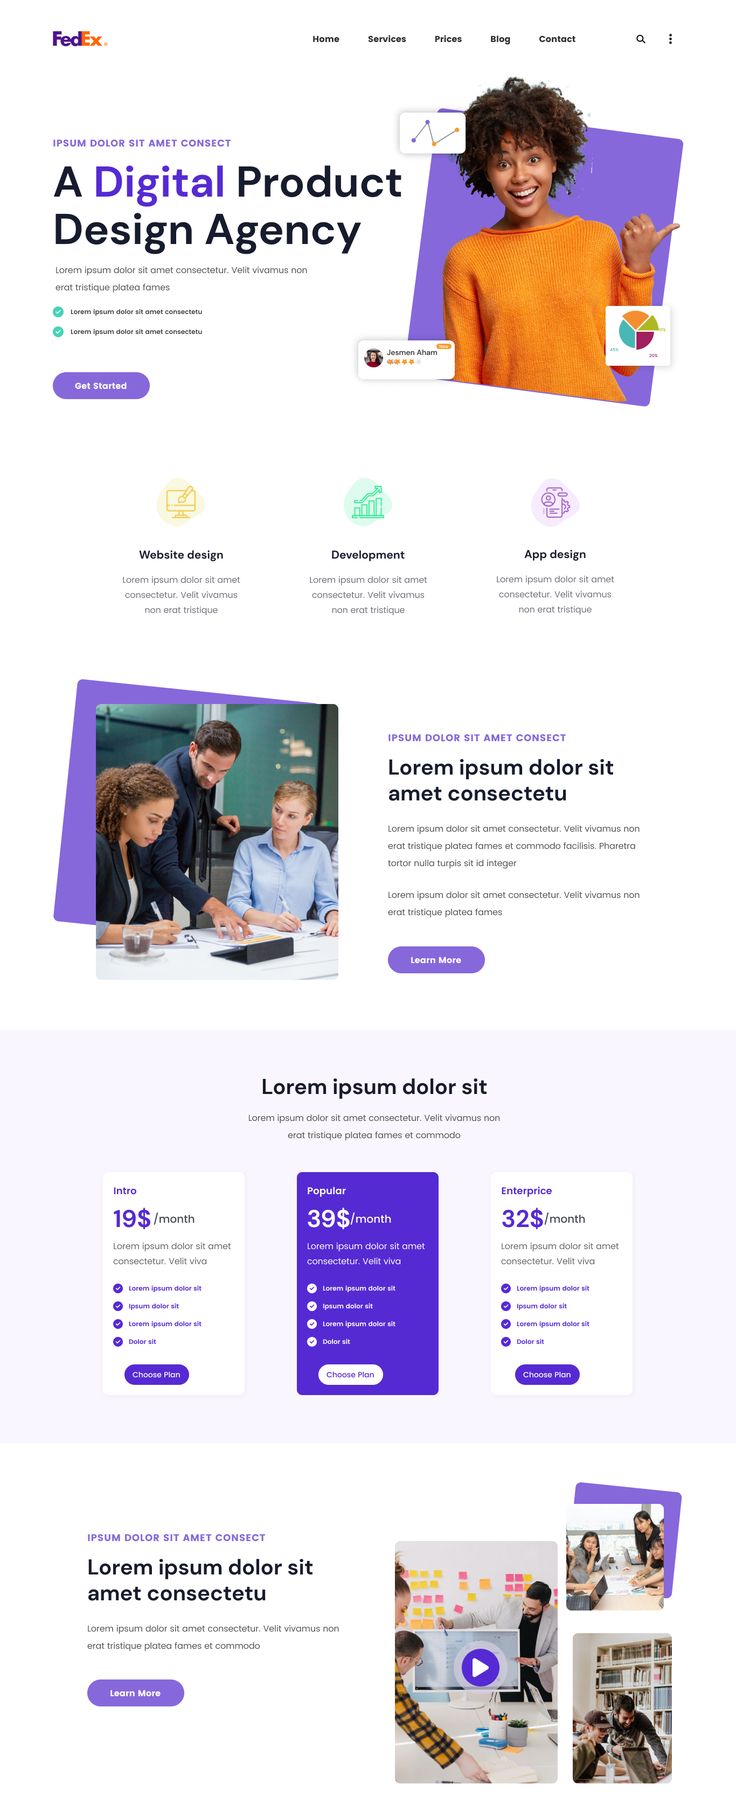 FedEx
Home Services Prices Blog Contact
IPSUM DOLOR SIT AMET CONSECT
A Digital Product
Design Agency
Lorem ipsum dolor sit amet consectetur. Velit vivamus non
erat tristique platea fames
Lorem ipsum dolor sit amet consectetu
Lorem ipsum dolor sit amet consectetu
Get Started
Jesmen Aham
45%
20%
Website design
Lorem ipsum dolor sit amet
consectetur. Velit vivamus
non erat tristique
Development
Lorem ipsum dolor sit amet
consectetur. Velit vivamus
non erat tristique
App design
Lorem ipsum dolor sit amet
consectetur. Velit vivamus
non erat tristique
IPSUM DOLOR SIT AMET CONSECT
Lorem ipsum dolor sit
amet consectetu
Lorem ipsum dolor sit amet consectetur. Velit vivamus non
erat tristique platea fames et commodo facilisis. Pharetra
tortor nulla turpis sit id integer
Lorem ipsum dolor sit amet consectetur. Velit vivamus non
erat tristique platea fames
Learn More
Lorem ipsum dolor sit
Lorem ipsum dolor sit amet consectetur. Velit vivamus non
erat tristique platea fames et commodo
Intro
19$/month
Lorem ipsum dolor sit amet
consectetur. Velit viva
Lorem ipsum dolor sit
Ipsum dolor sit
Lorem ipsum dolor sit
Dolor sit
Choose Plan
Popular
39$/month
Lorem ipsum dolor sit amet
consectetur. Velit viva
Lorem ipsum dolor sit
Ipsum dolor sit
Lorem ipsum dolor sit
Dolor sit
Choose Plan
Enterprice
32$/month
Lorem ipsum dolor sit amet
consectetur. Velit viva
Lorem ipsum dolor sit
Ipsum dolor sit
Lorem ipsum dolor sit
Dolor sit
Choose Plan
IPSUM DOLOR SIT AMET CONSECT
Lorem ipsum dolor sit
amet consectetu
Lorem ipsum dolor sit amet consectetur. Velit vivamus non
erat tristique platea fames et commodo
Learn More